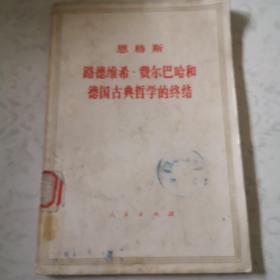 恩格斯
路德维希·费尔巴哈和
德国古典哲学的终结
人民出版社